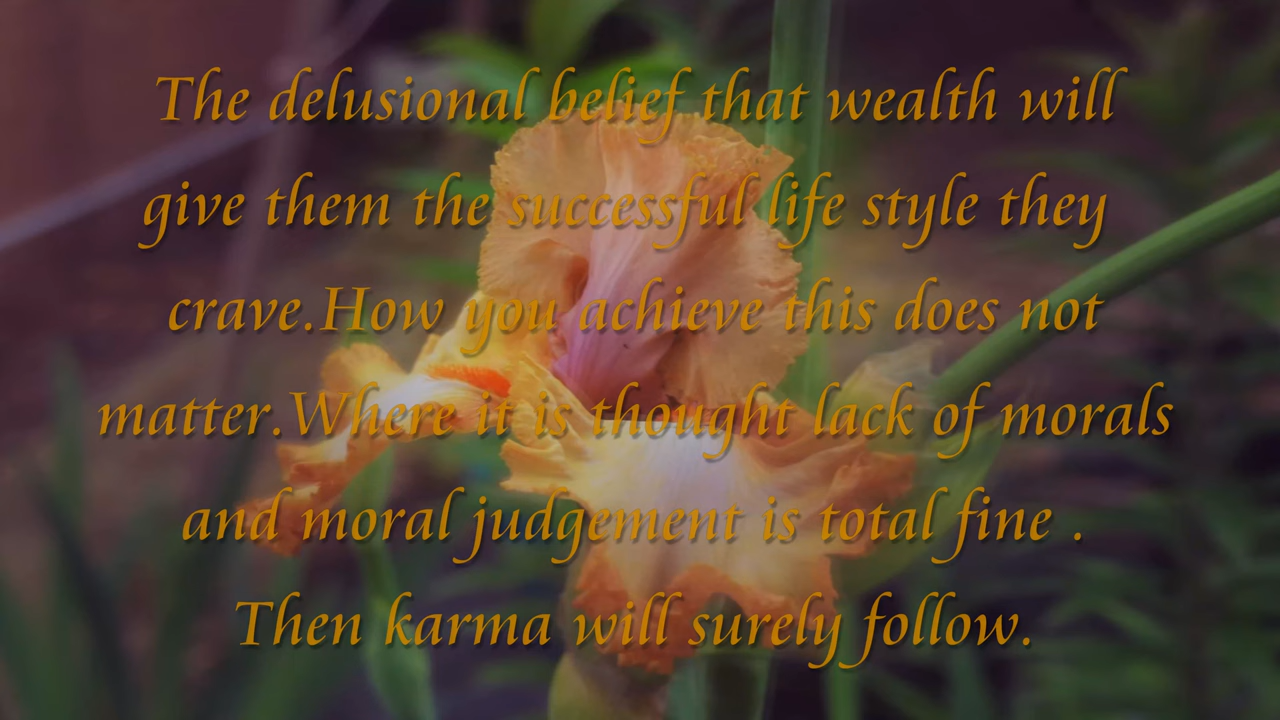 The delusional belief that wealth will
give them the successful life style they
crave.How you achieve this does not
matter.Where it is thought lack of morals
and moral judgement is total fine .
Then karma will surely follow.